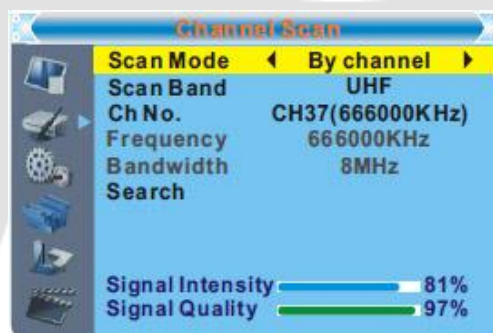 Channel Scan
Scan Mode By channel
Scan Band UHF
Ch No. CH37(666000KHz)
Frequency 666000KHz
Bandwidth 8MHz
Search
Signal Intensity 81%
Signal Quality 97%